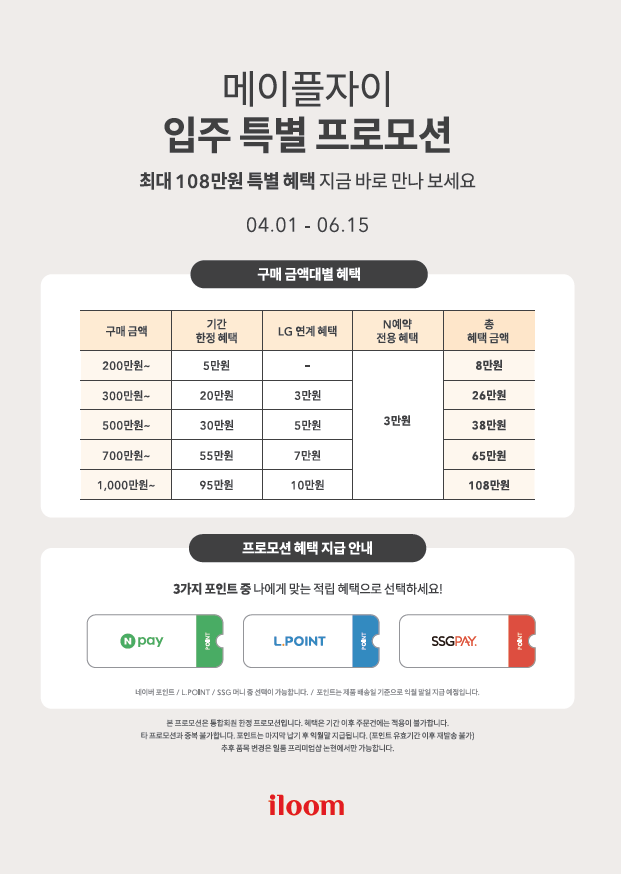 메이플자이
입주 특별 프로모션
최대 108만원 특별 혜택 지금 바로 만나 보세요
04.01 - 06.15
구매 금액대별 혜택
구매 금액
기간
한정 혜택
LG 연계 혜택
N예약
전용 혜택
총
혜택 금액
200만원~ 5만원 - 8만원
300만원~ 20만원 3만원 26만원
3만원
500만원~ 30만원 5만원 38만원
700만원~ 55만원 7만원 65만원
1,000만원~ 95만원 10만원 108만원
프로모션 혜택 지급 안내
3가지 포인트 중 나에게 맞는 적립 혜택으로 선택하세요!
N pay POINT L.POINT POINT SSGPAY. POINT
네이버 포인트 / L.POINT / SSG 머니 중 선택이 가능합니다. / 포인트는 제품 배송일 기준으로 익월 말일 지급 예정입니다.
본 프로모션은 통합회원 한정 프로모션입니다. 혜택은 기간 이후 주문건에는 적용이 불가합니다.
타 프로모션과 중복 불가합니다. 포인트는 마지막 납기 후 익월달 지급됩니다. (포인트 유효기간 이후 재발송 불가)
추후 품목 변경은 일룸 프리미엄샵 논현에서만 가능합니다.
iloom